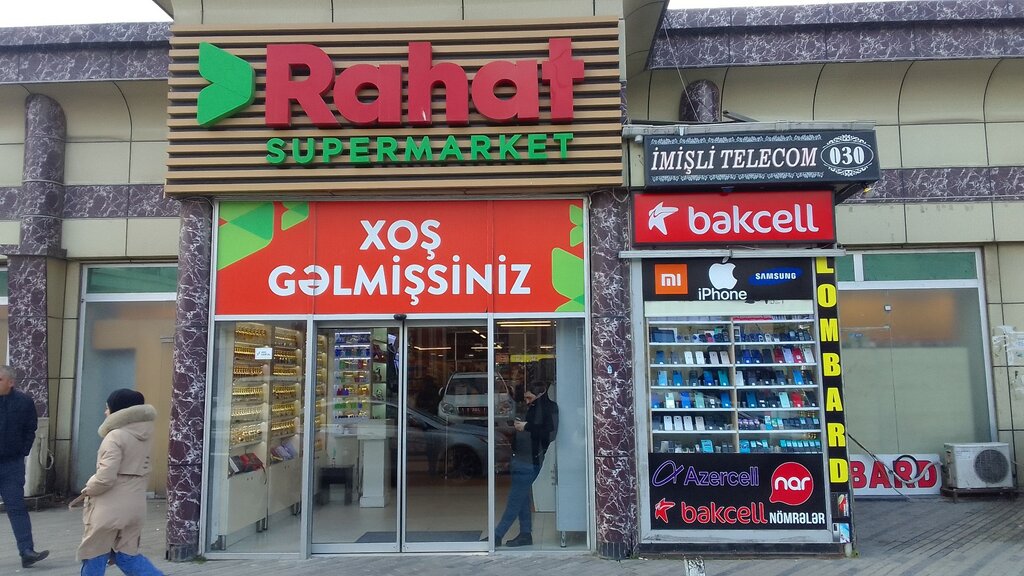 Rahat
SUPERMARKET
XOŞ
GƏLMİŞSİNİZ
İMİŞLİ TELECOM 030
bakcell
mi iPhone SAMSUNG
LOMBARD
Azercell
nar
bakcell NÖMRƏLƏR
BARD